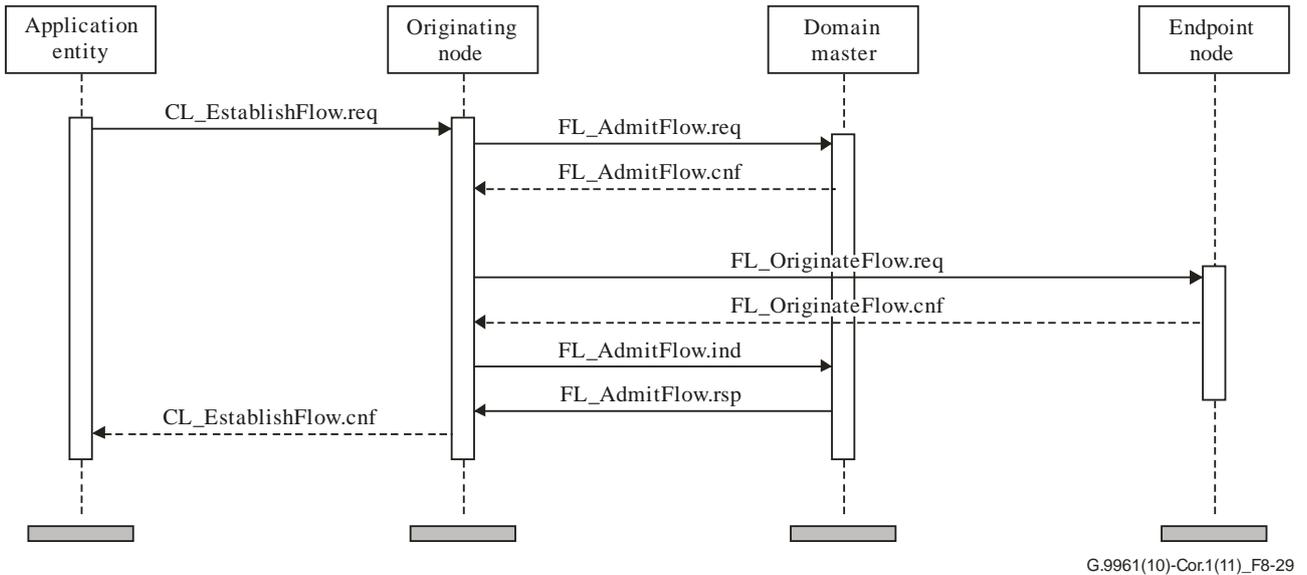 Application
entity
Originating
node
Domain
master
Endpoint
node
CL_EstablishFlow.req
FL_AdmitFlow.req
FL_AdmitFlow.cnf
FL_OriginateFlow.req
FL_OriginateFlow.cnf
FL_AdmitFlow.ind
FL_AdmitFlow.rsp
CL_EstablishFlow.cnf
G.9961(10)-Cor.1(11)_F8-29